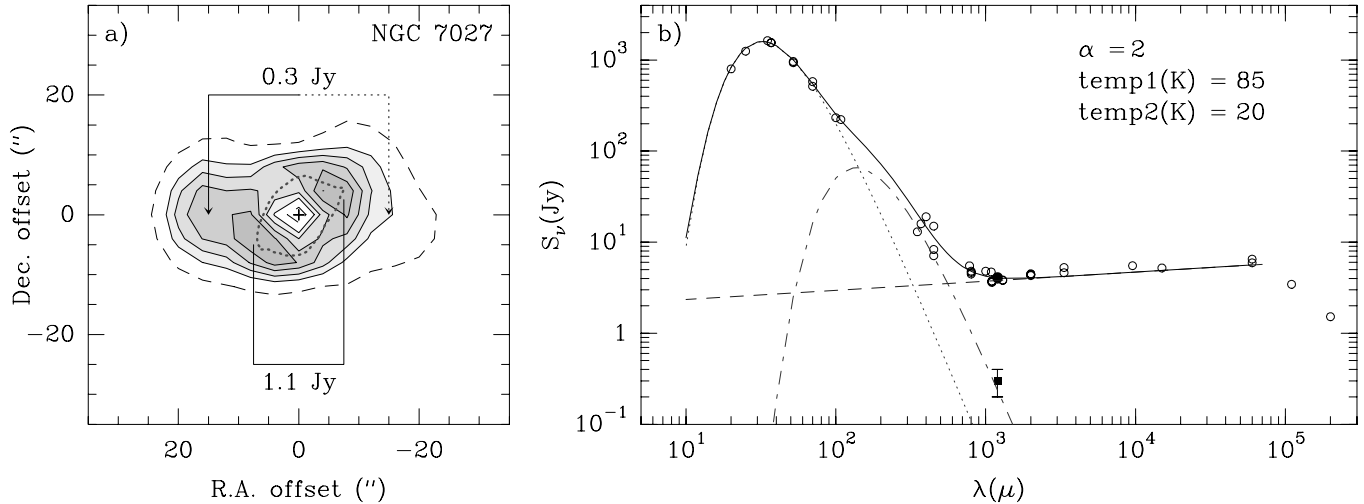 a)
NGC 7027
0.3 Jy
1.1 Jy
20
0
−20
Dec. offset (")
20
0
−20
R.A. offset (")
b)
α = 2
temp1(K) = 85
temp2(K) = 20
10³
10²
10
1
10⁻¹
S_ν(Jy)
10¹
10²
10³
10⁴
10⁵
λ(μ)